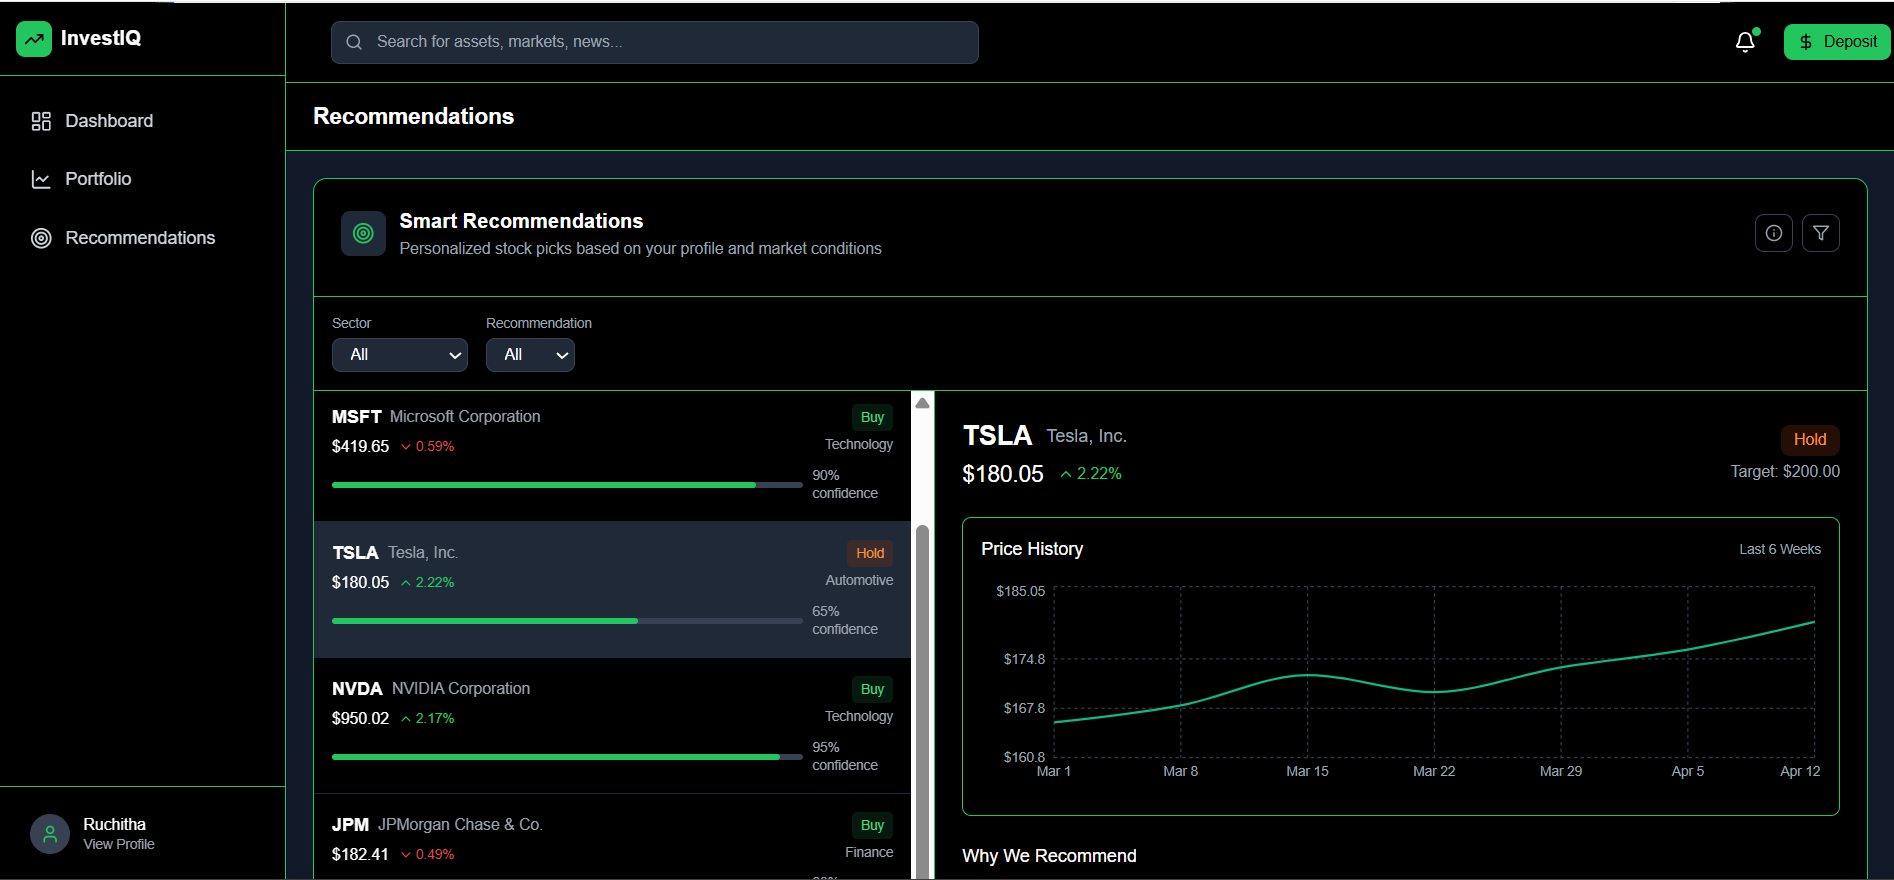 InvestIQ
Search for assets, markets, news...
Deposit
Dashboard
Portfolio
Recommendations
Ruchitha
View Profile
Recommendations
Smart Recommendations
Personalized stock picks based on your profile and market conditions
Sector
Recommendation
All
All
MSFT Microsoft Corporation
Buy
$419.65 0.59%
Technology
90%
confidence
TSLA Tesla, Inc.
Hold
$180.05 2.22%
Automotive
65%
confidence
NVDA NVIDIA Corporation
Buy
$950.02 2.17%
Technology
95%
confidence
JPM JPMorgan Chase & Co.
Buy
$182.41 0.49%
Finance
TSLA Tesla, Inc.
Hold
$180.05 2.22%
Target: $200.00
Price History
Last 6 Weeks
$185.05
$174.8
$167.8
$160.8
Mar 1 Mar 8 Mar 15 Mar 22 Mar 29 Apr 5 Apr 12
Why We Recommend